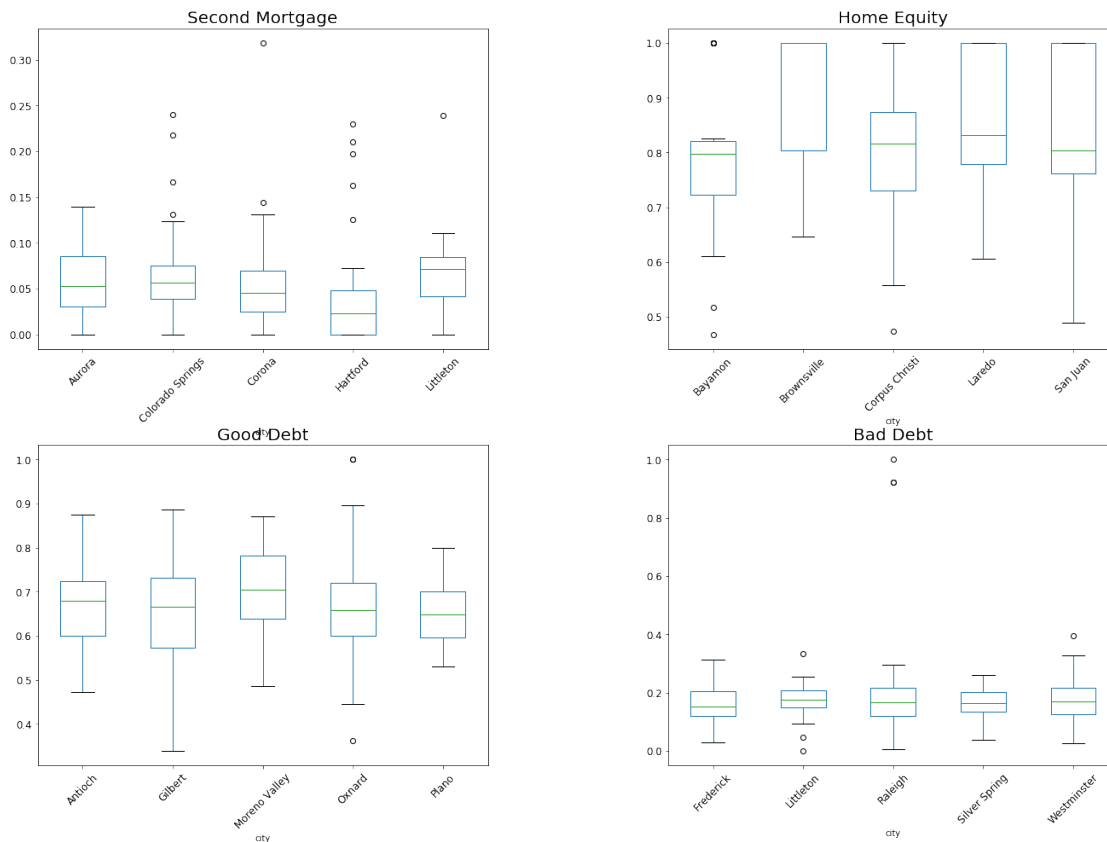 Second Mortgage
0.30
0.25
0.20
0.15
0.10
0.05
0.00
Aurora
Colorado Springs
Corona
Hartford
Littleton
city
Home Equity
1.0
0.9
0.8
0.7
0.6
0.5
Bayamon
Brownsville
Corpus Christi
Laredo
San Juan
city
Good Debt
1.0
0.9
0.8
0.7
0.6
0.5
0.4
Antioch
Gilbert
Moreno Valley
Oxnard
Plano
city
Bad Debt
1.0
0.8
0.6
0.4
0.2
0.0
Frederick
Littleton
Raleigh
Silver Spring
Westminster
city